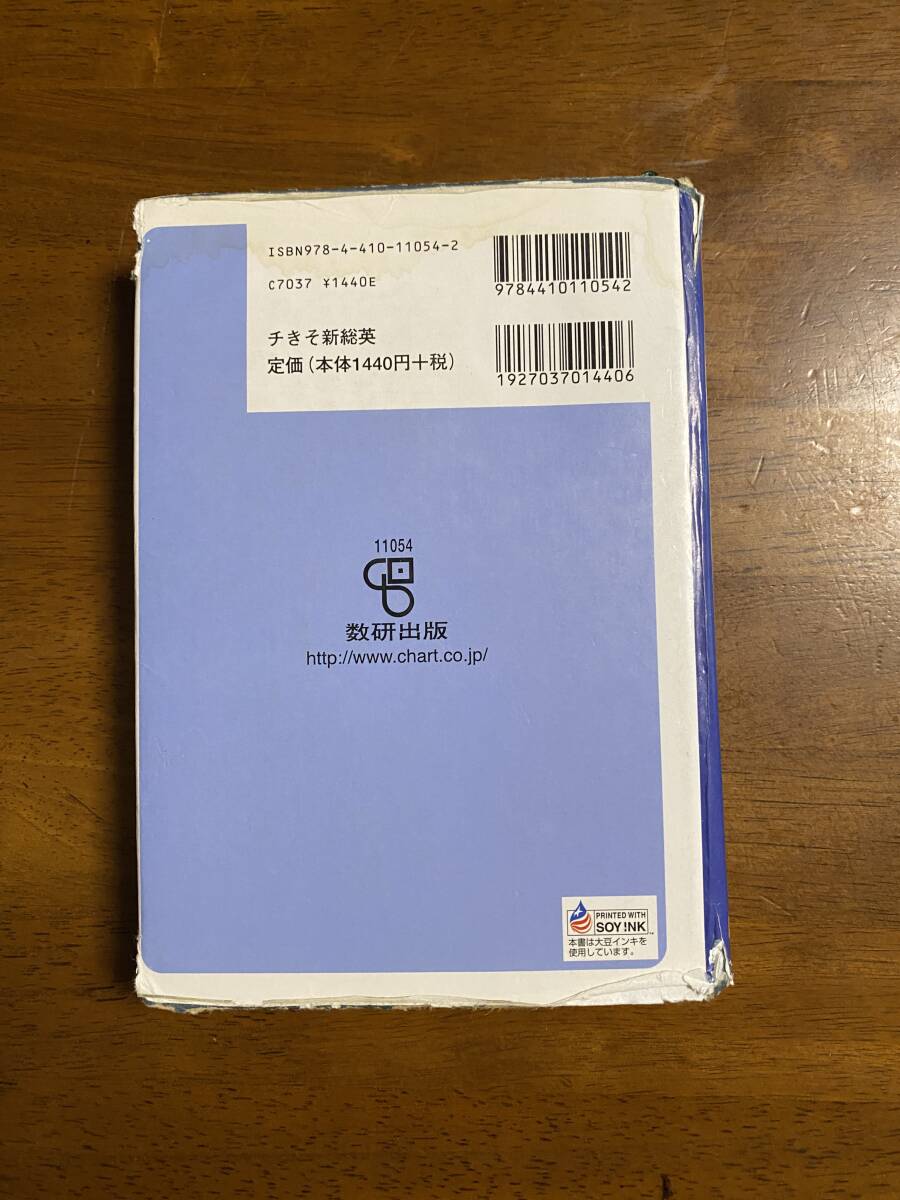 ISBN978-4-410-11054-2
C7037 ¥1440E
9784410110542
チきそ新総英
定価(本体1440円+税)
1927037014406
11054
数研出版
http://www.chart.co.jp/
PRINTED WITH
SOY!NK™
本書は大豆インキを
使用しています。